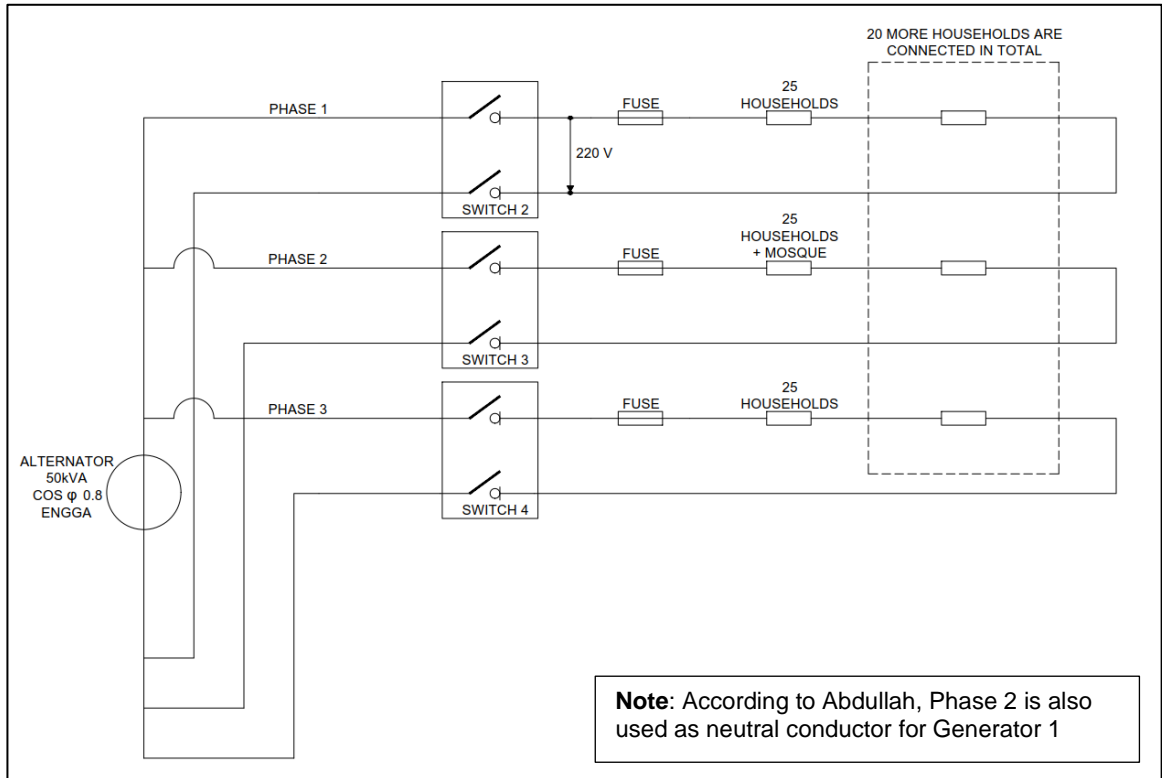 20 MORE HOUSEHOLDS ARE
CONNECTED IN TOTAL
PHASE 1
FUSE
25
HOUSEHOLDS
220 V
SWITCH 2
PHASE 2
FUSE
25
HOUSEHOLDS
+ MOSQUE
SWITCH 3
PHASE 3
FUSE
25
HOUSEHOLDS
SWITCH 4
ALTERNATOR
50kVA
COS φ 0.8
ENGGA
Note: According to Abdullah, Phase 2 is also
used as neutral conductor for Generator 1